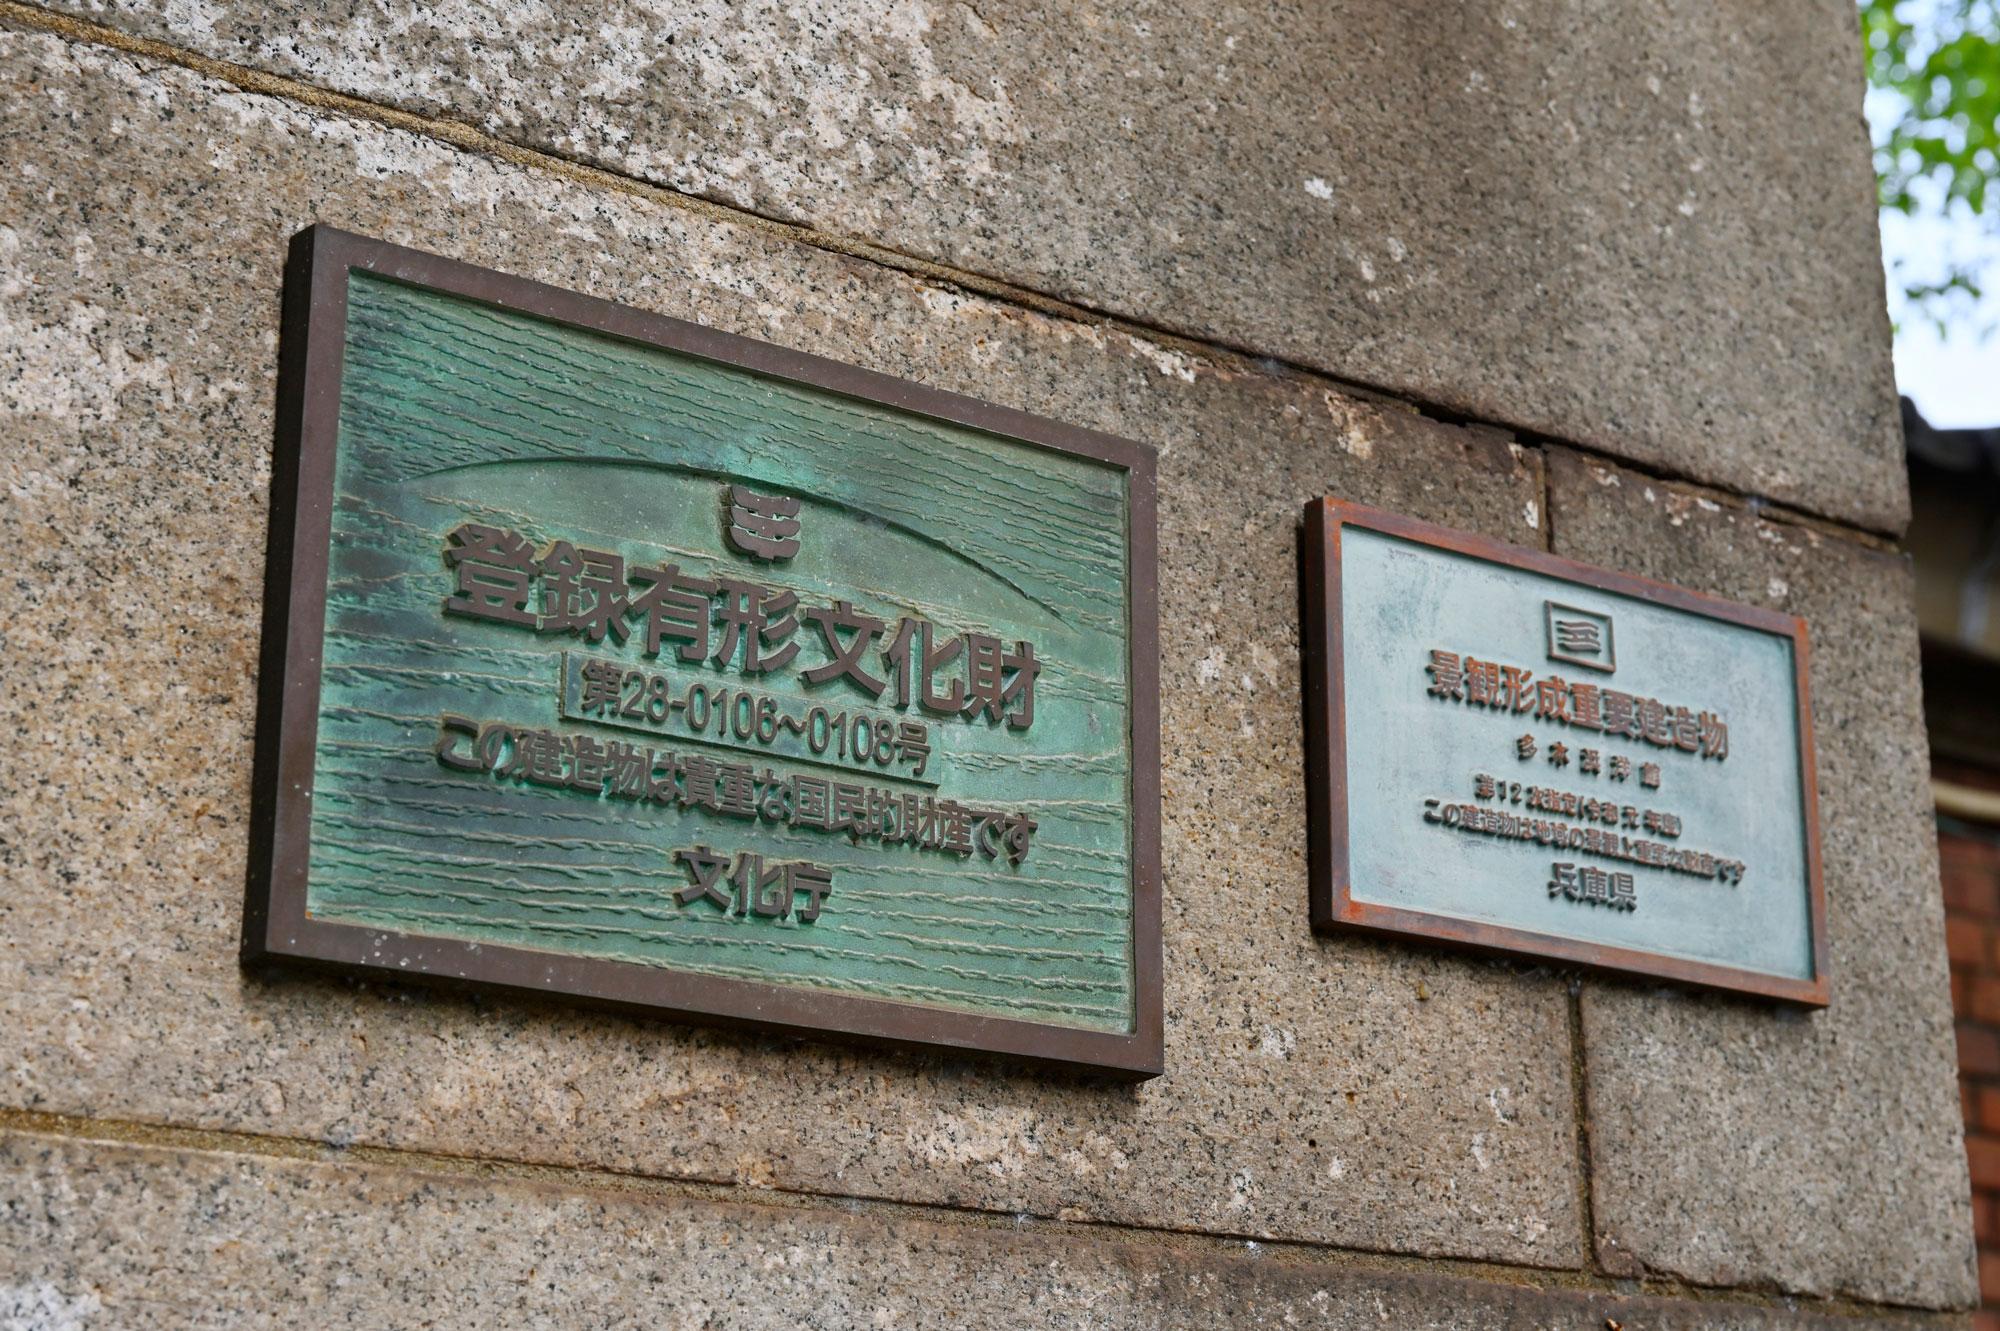 登録有形文化財
第28-0106~0108号
この建造物は貴重な国民的財産です
文化庁
景観形成重要建造物
多木浜洋館
第12次指定(令和元年度)
この建造物は地域の景観上重要な財産です
兵庫県